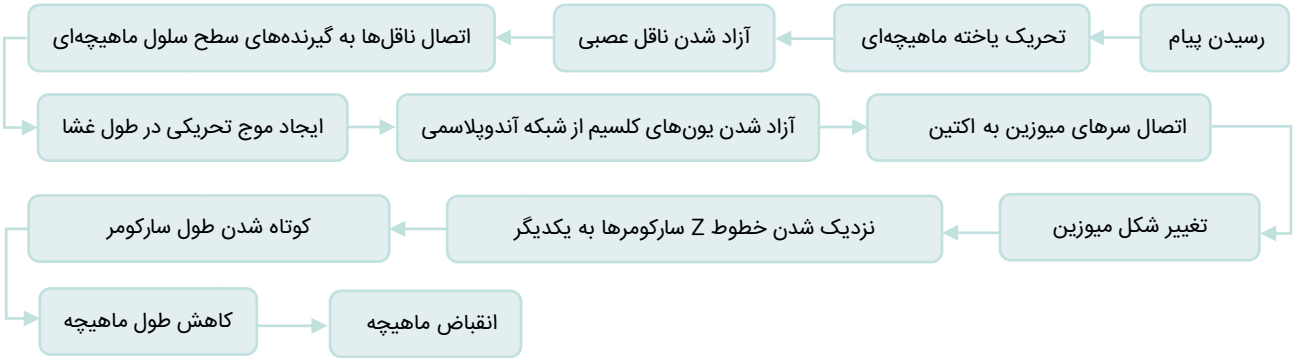 رسیدن پیام
تحریک یاخته ماهیچه‌ای
آزاد شدن ناقل عصبی
اتصال ناقل‌ها به گیرنده‌های سطح سلول ماهیچه‌ای
ایجاد موج تحریکی در طول غشا
آزاد شدن یون‌های کلسیم از شبکه آندوپلاسمی
اتصال سرهای میوزین به اکتین
تغییر شکل میوزین
نزدیک شدن خطوط Z سارکومرها به یکدیگر
کوتاه شدن طول سارکومر
کاهش طول ماهیچه
انقباض ماهیچه